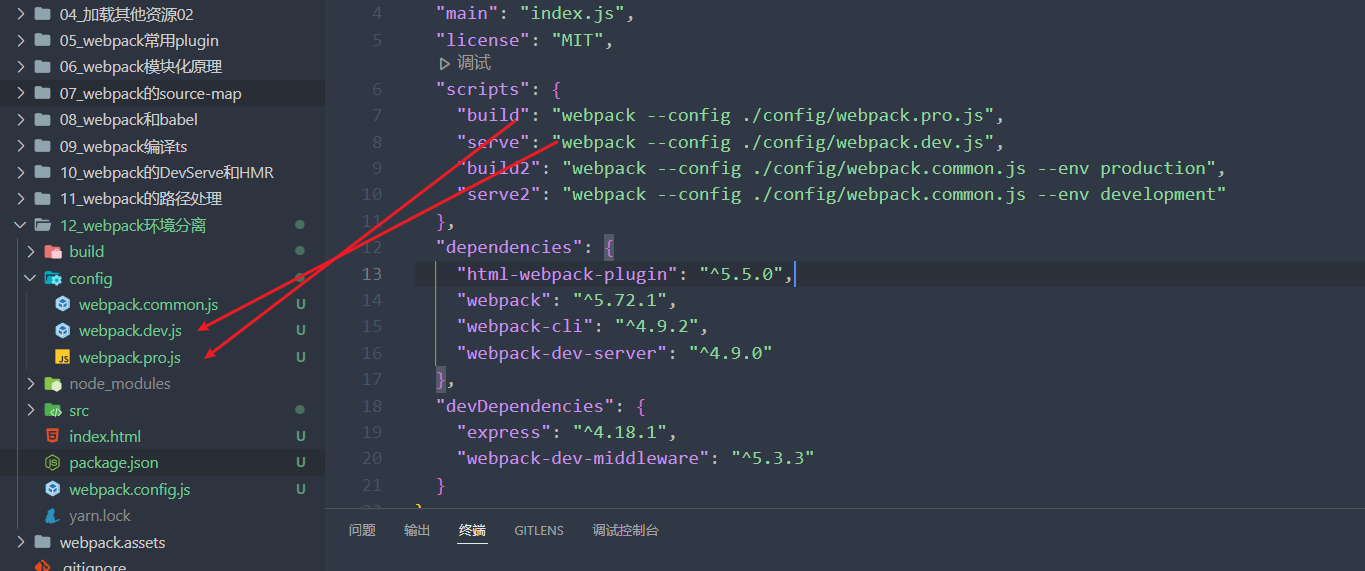 04_加载其他资源02
05_webpack常用plugin
06_webpack模块化原理
07_webpack的source-map
08_webpack和babel
09_webpack编译ts
10_webpack的DevServe和HMR
11_webpack的路径处理
12_webpack环境分离
build
config
webpack.common.js U
webpack.dev.js U
JS webpack.pro.js U
node_modules
src
index.html U
package.json U
webpack.config.js U
yarn.lock
webpack.assets
.gitignore
4 "main": "index.js",
5 "license": "MIT",
调试
6 "scripts": {
7 "build": "webpack --config ./config/webpack.pro.js",
8 "serve": "webpack --config ./config/webpack.dev.js",
9 "build2": "webpack --config ./config/webpack.common.js --env production",
10 "serve2": "webpack --config ./config/webpack.common.js --env development"
11 },
12 "dependencies": {
13 "html-webpack-plugin": "^5.5.0",
14 "webpack": "^5.72.1",
15 "webpack-cli": "^4.9.2",
16 "webpack-dev-server": "^4.9.0"
17 },
18 "devDependencies": {
19 "express": "^4.18.1",
20 "webpack-dev-middleware": "^5.3.3"
21 }
问题 输出 终端 GITLENS 调试控制台